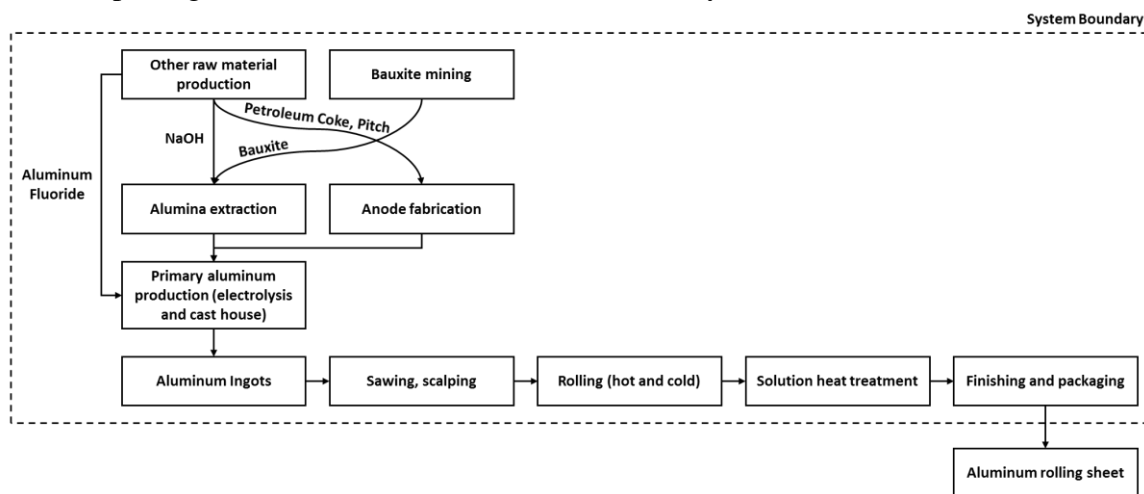 System Boundary
Other raw material
production
Bauxite mining
Petroleum Coke, Pitch
NaOH
Bauxite
Aluminum
Fluoride
Alumina extraction
Anode fabrication
Primary aluminum
production (electrolysis
and cast house)
Aluminum Ingots
Sawing, scalping
Rolling (hot and cold)
Solution heat treatment
Finishing and packaging
Aluminum rolling sheet